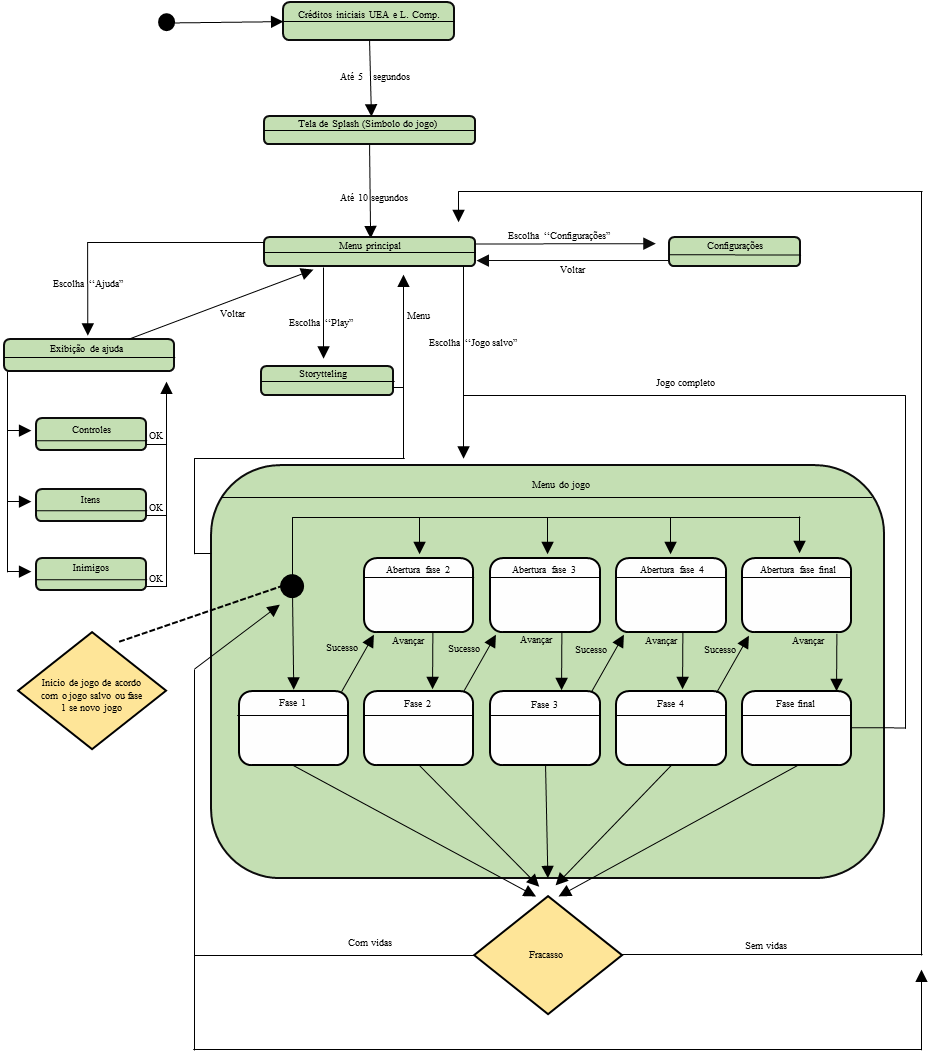 Créditos iniciais UEA e L. Comp.
Até 5 segundos
Tela de Splash (Simbolo do jogo)
Até 10 segundos
Menu principal
Escolha “Configurações”
Configurações
Voltar
Escolha “Ajuda”
Voltar
Escolha “Play”
Menu
Escolha “Jogo salvo”
Exibição de ajuda
Storytteling
Jogo completo
Controles
OK
Itens
OK
Inimigos
OK
Menu do jogo
Abertura fase 2
Abertura fase 3
Abertura fase 4
Abertura fase final
Sucesso
Avançar
Sucesso
Avançar
Sucesso
Avançar
Sucesso
Avançar
Inicio de jogo de acordo
com o jogo salvo ou fase
1 se novo jogo
Fase 1
Fase 2
Fase 3
Fase 4
Fase final
Com vidas
Fracasso
Sem vidas